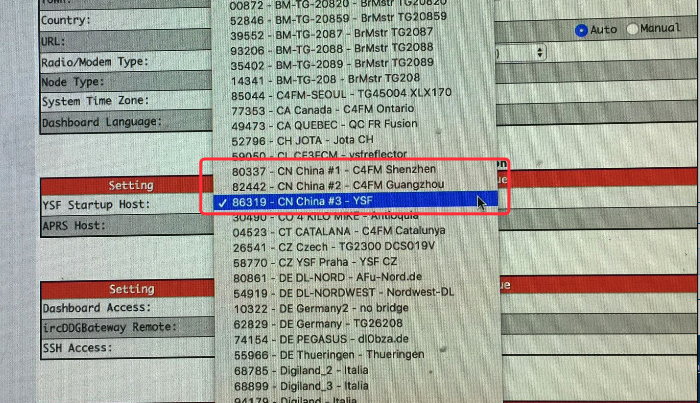 00872 - BM-TG-20820 - BrMstr TG20820
Country:
52846 - BM-TG-20859 - BrMstr TG20859
URL:
39552 - BM-TG-2087 - BrMstr TG2087
Auto
Manual
93206 - BM-TG-2088 - BrMstr TG2088
Radio/Modem Type:
35402 - BM-TG-2089 - BrMstr TG2089
Node Type:
14341 - BM-TG-208 - BrMstr TG208
System Time Zone:
85044 - C4FM-SEOUL - TG45004 XLX170
77353 - CA Canada - C4FM Ontario
Dashboard Language:
49473 - CA QUEBEC - QC FR Fusion
52796 - CH JOTA - Jota CH
59050 - CL CE3ECM - ysfreflector
on
80337 - CN China #1 - C4FM Shenzhen
Setting
82442 - CN China #2 - C4FM Guangzhou
ue
YSF Startup Host:
✓ 86319 - CN China #3 - YSF
30490 - CO 4 KILO MIKE - Antioquia
APRS Host:
04523 - CT CATALANA - C4FM Catalunya
26541 - CZ Czech - TG2300 DCS019V
58770 - CZ YSF Praha - YSF CZ
80861 - DE DL-NORD - AFu-Nord.de
Setting
54919 - DE DL-NORDWEST - Nordwest-DL
ue
Dashboard Access:
10322 - DE Germany2 - no bridge
ircDDGBateway Remote:
62829 - DE Germany - TG26208
74154 - DE PEGASUS - dl0bza.de
SSH Access:
55966 - DE Thueringen - Thueringen
68785 - Digiland_2 - Italia
68899 - Digiland_3 - Italia
94179 - Digiland - Italia